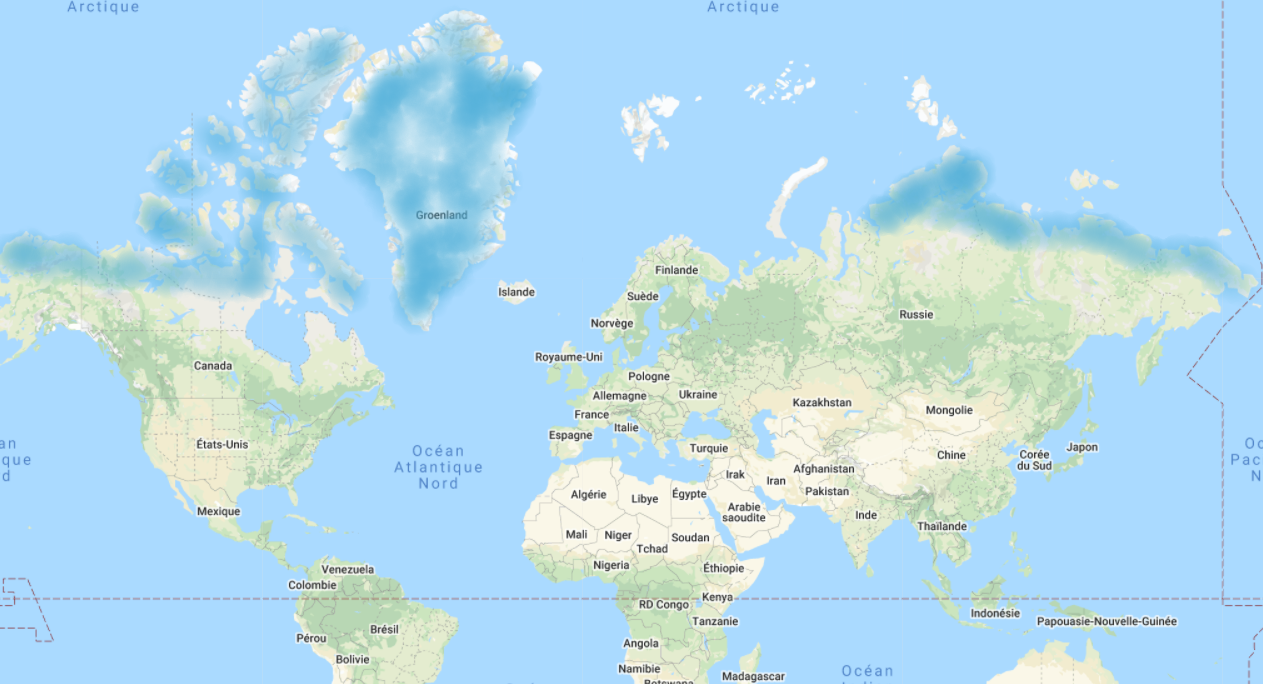 Arctique
Arctique
Groenland
Finlande
Islande
Suède
Russie
Norvège
Royaume-Uni
Canada
Pologne
Allemagne
Ukraine
Kazakhstan
Mongolie
France
Italie
États-Unis
Espagne
Turquie
Océan
Atlantique
Nord
Chine
Corée
du Sud
Japon
Irak
Iran
Afghanistan
Pakistan
Algérie
Libye
Égypte
Arabie
saoudite
Mexique
Inde
Thaïlande
Mali
Niger
Tchad
Soudan
Nigeria
Éthiopie
Venezuela
Colombie
Kenya
RD Congo
Tanzanie
Indonésie
Papouasie-Nouvelle-Guinée
Brésil
Pérou
Angola
Bolivie
Namibie
Madagascar
Botswana
Océan
an
que
d
Oc
Pac
N